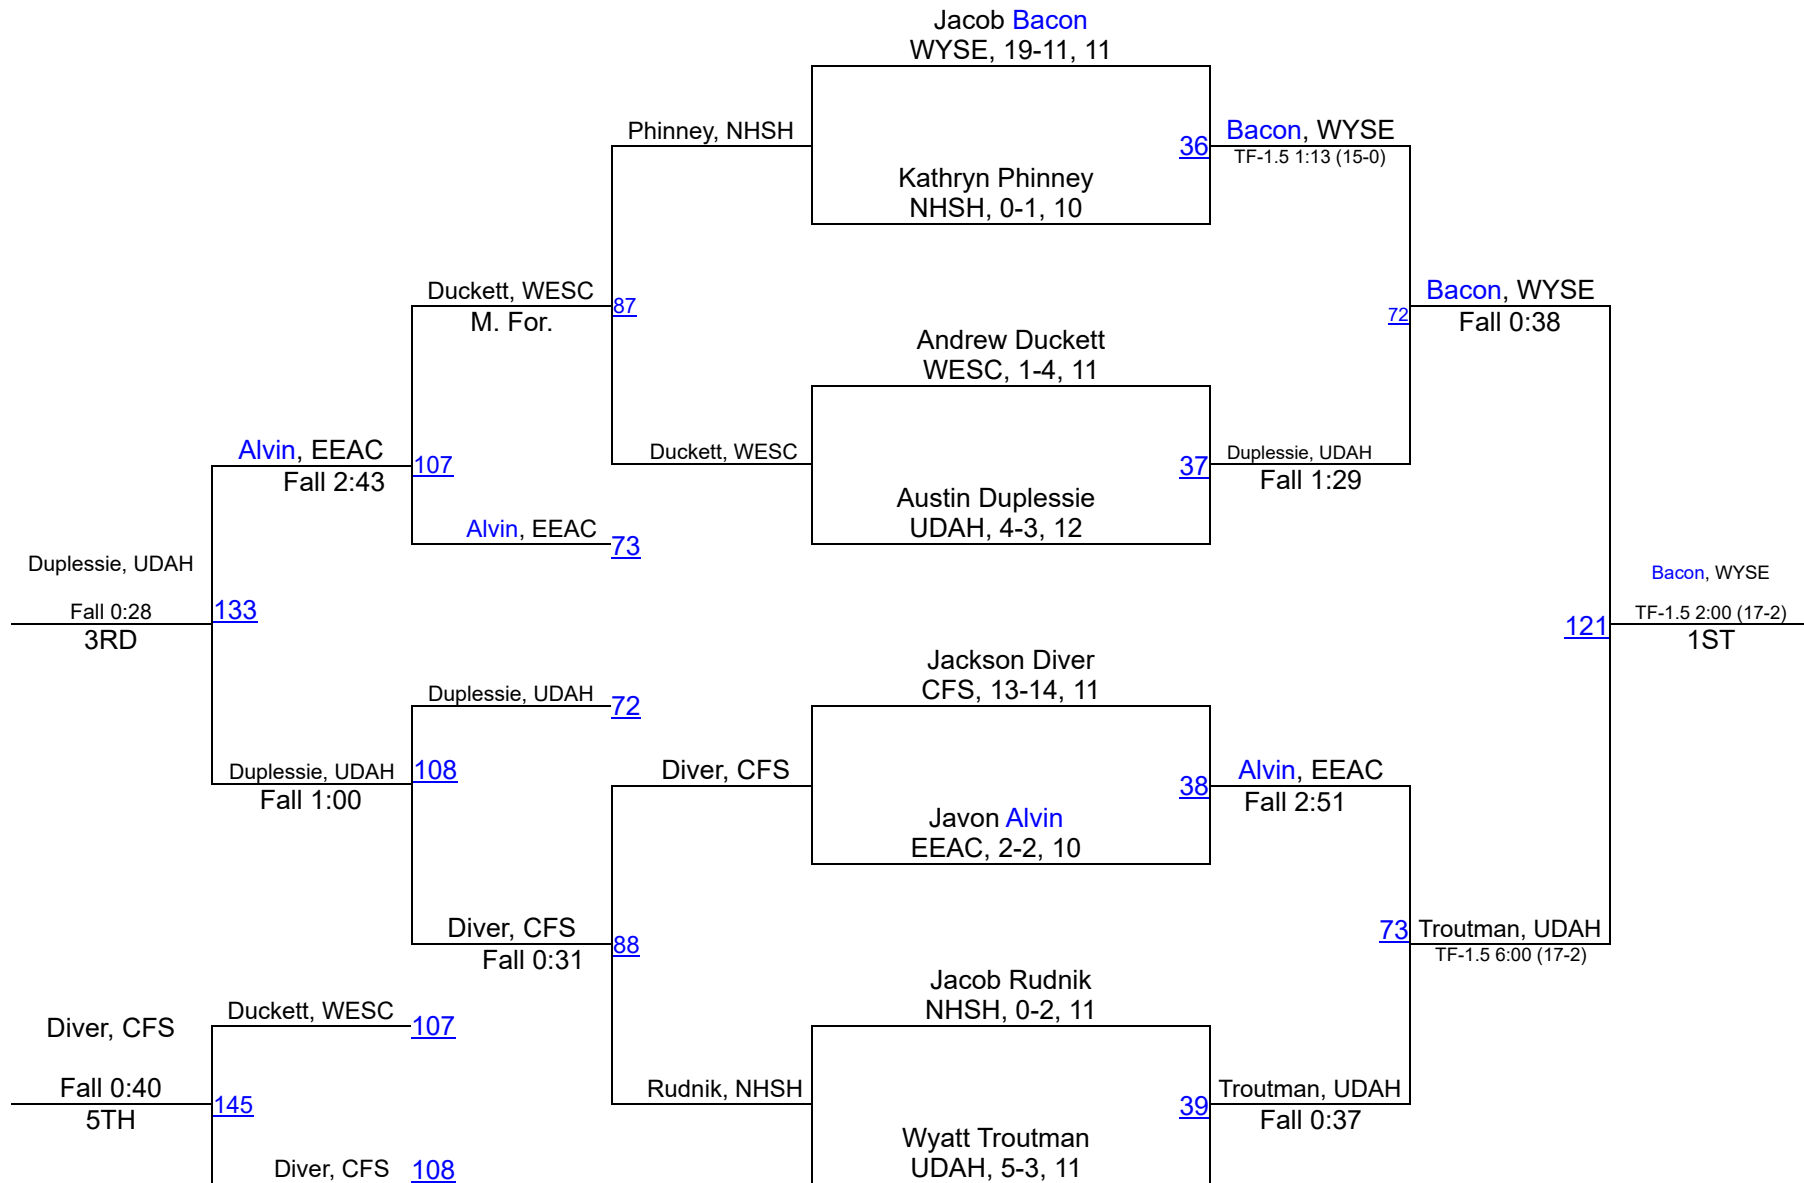 Jacob Bacon
WYSE, 19-11, 11
Phinney, NHSH
36
Bacon, WYSE
TF-1.5 1:13 (15-0)
Kathryn Phinney
NHSH, 0-1, 10
Duckett, WESC
M. For.
87
72
Bacon, WYSE
Fall 0:38
Andrew Duckett
WESC, 1-4, 11
Alvin, EEAC
Fall 2:43
107
Duckett, WESC
37
Duplessie, UDAH
Fall 1:29
Austin Duplessie
UDAH, 4-3, 12
Alvin, EEAC
73
Duplessie, UDAH
Fall 0:28
3RD
133
Bacon, WYSE
TF-1.5 2:00 (17-2)
1ST
121
Jackson Diver
CFS, 13-14, 11
Duplessie, UDAH
72
Duplessie, UDAH
Fall 1:00
108
Diver, CFS
38
Alvin, EEAC
Fall 2:51
Javon Alvin
EEAC, 2-2, 10
Diver, CFS
Fall 0:31
88
73
Troutman, UDAH
TF-1.5 6:00 (17-2)
Jacob Rudnik
NHSH, 0-2, 11
Duckett, WESC
107
Diver, CFS
Fall 0:40
5TH
145
Rudnik, NHSH
39
Troutman, UDAH
Fall 0:37
Wyatt Troutman
UDAH, 5-3, 11
Diver, CFS
108